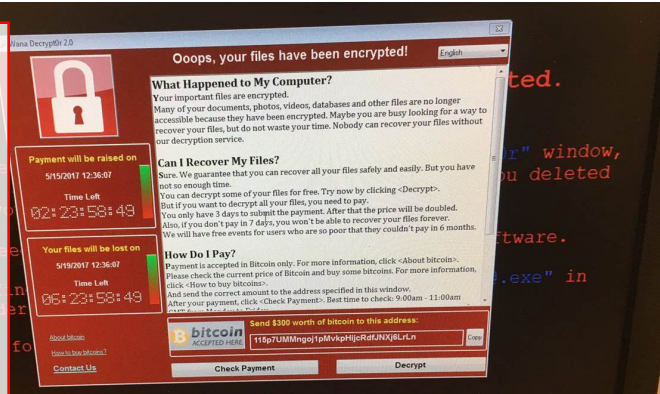 Wana Decrypt0r 2.0
Ooops, your files have been encrypted!
English
What Happened to My Computer?
Your important files are encrypted.
Many of your documents, photos, videos, databases and other files are no longer
accessible because they have been encrypted. Maybe you are busy looking for a way to
recover your files, but do not waste your time. Nobody can recover your files without
our decryption service.
Can I Recover My Files?
Sure. We guarantee that you can recover all your files safely and easily. But you have
not so enough time.
You can decrypt some of your files for free. Try now by clicking <Decrypt>.
But if you want to decrypt all your files, you need to pay.
You only have 3 days to submit the payment. After that the price will be doubled.
Also, if you don't pay in 7 days, you won't be able to recover your files forever.
We will have free events for users who are so poor that they couldn't pay in 6 months.
How Do I Pay?
Payment is accepted in Bitcoin only. For more information, click <About bitcoin>.
Please check the current price of Bitcoin and buy some bitcoins. For more information,
click <How to buy bitcoins>.
And send the correct amount to the address specified in this window.
After your payment, click <Check Payment>. Best time to check: 9:00am - 11:00am
Payment will be raised on
5/15/2017 12:36:07
Time Left
02:23:58:49
Your files will be lost on
5/19/2017 12:36:07
Time Left
06:23:58:49
About bitcoin
How to buy bitcoins?
Contact Us
bitcoin
ACCEPTED HERE
Send $300 worth of bitcoin to this address:
115p7UMMngoj1pMvkpHijcRdfJNXj6LrLn
Copy
Check Payment
Decrypt
ted.
r" window,
u deleted
ftware.
.exe" in